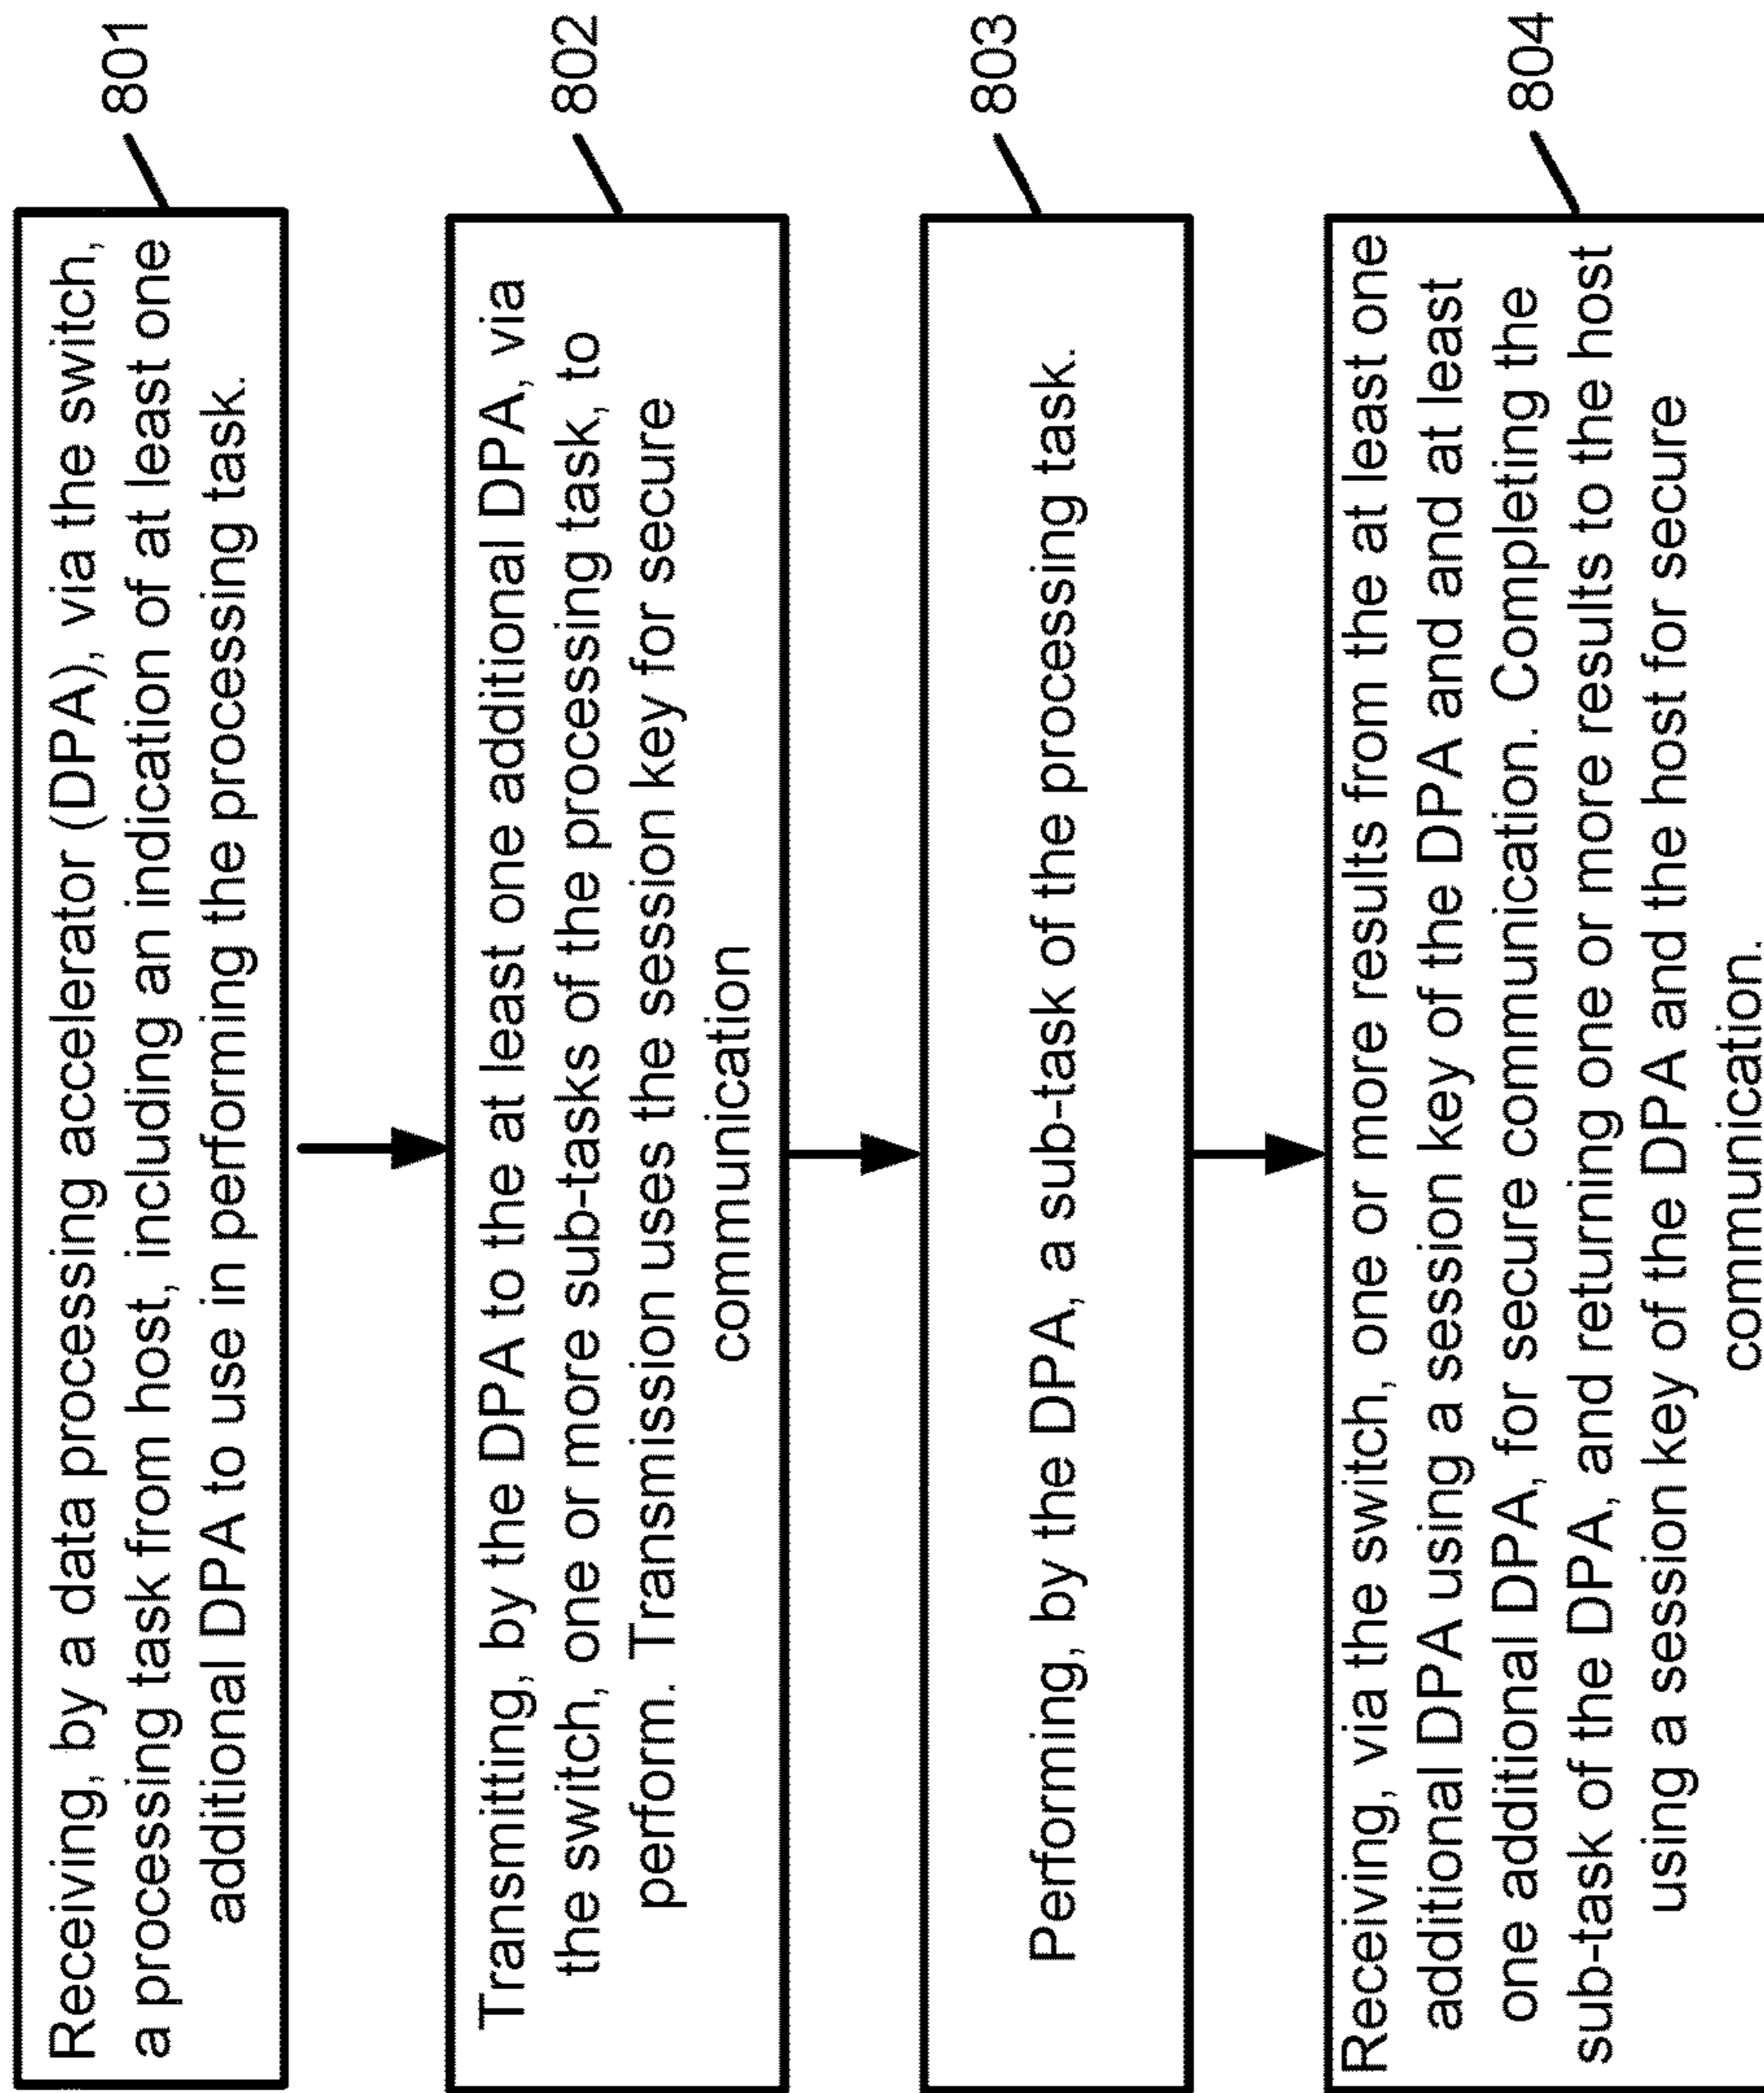 Receiving, by a data processing accelerator (DPA), via the switch,
a processing task from host, including an indication of at least one
additional DPA to use in performing the processing task.
801
Transmitting, by the DPA to the at least one additional DPA, via
the switch, one or more sub-tasks of the processing task, to
perform. Transmission uses the session key for secure
communication
802
Performing, by the DPA, a sub-task of the processing task.
803
Receiving, via the switch, one or more results from the at least one
additional DPA using a session key of the DPA and and at least
one additional DPA, for secure communication. Completing the
sub-task of the DPA, and returning one or more results to the host
using a session key of the DPA and the host for secure
communication.
804